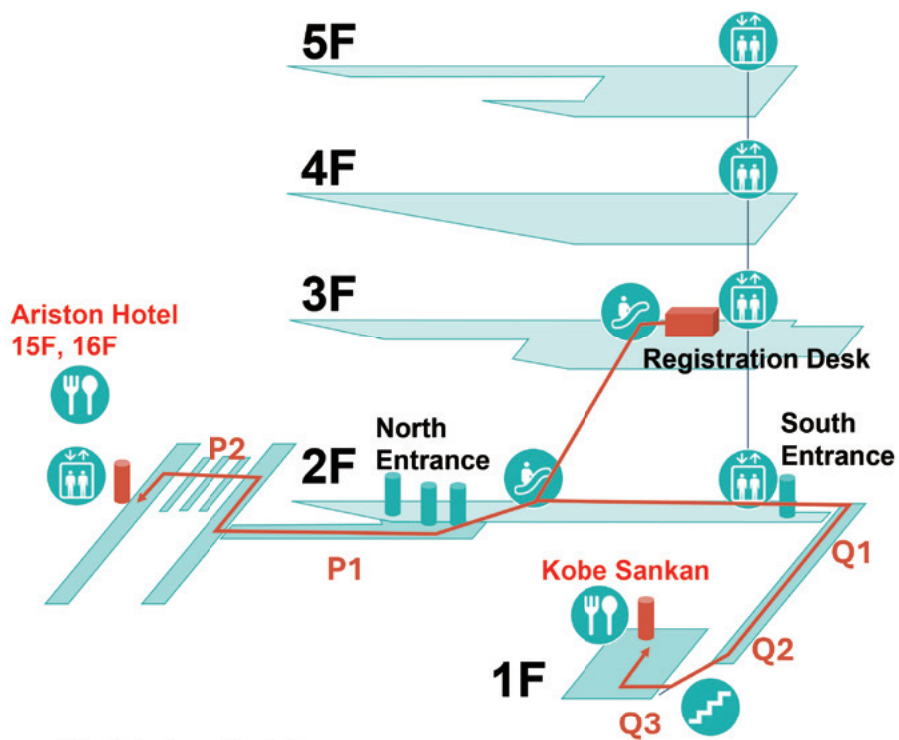 5F
4F
3F
Ariston Hotel
15F, 16F
Registration Desk
P2
2F
North
Entrance
South
Entrance
P1
Q1
Kobe Sankan
Q2
1F
Q3